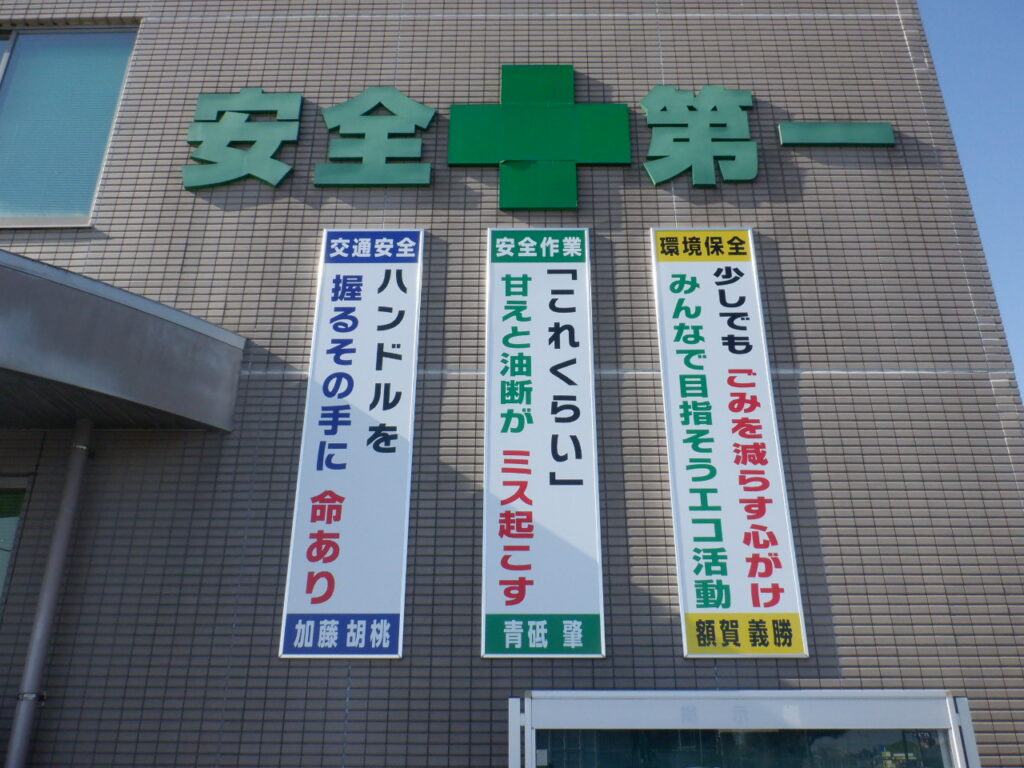 安全第一
交通安全
ハンドルを
握るその手に 命あり
加藤 胡桃
安全作業
「これくらい」
甘えと油断が ミス起こす
青砥 肇
環境保全
少しでも ごみを減らす心がけ
みんなで目指そうエコ活動
額賀 義勝
掲示板